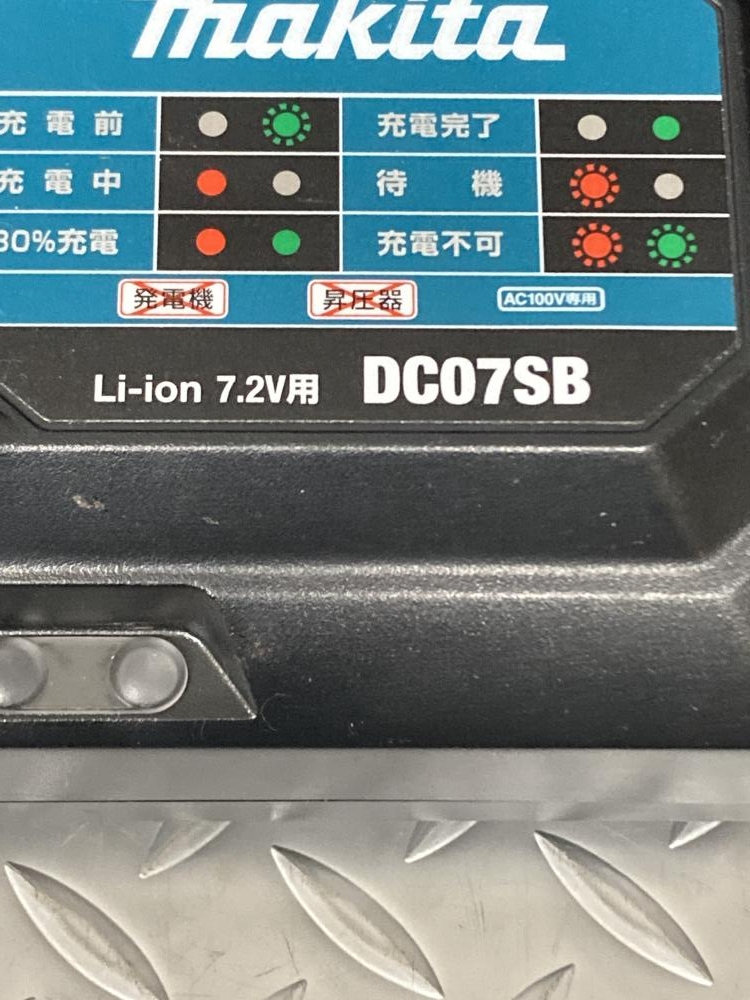 makita
充電前 充電完了
充電中 待機
80%充電 充電不可
発電機 昇圧器 AC100V専用
Li-ion 7.2V用 DC07SB